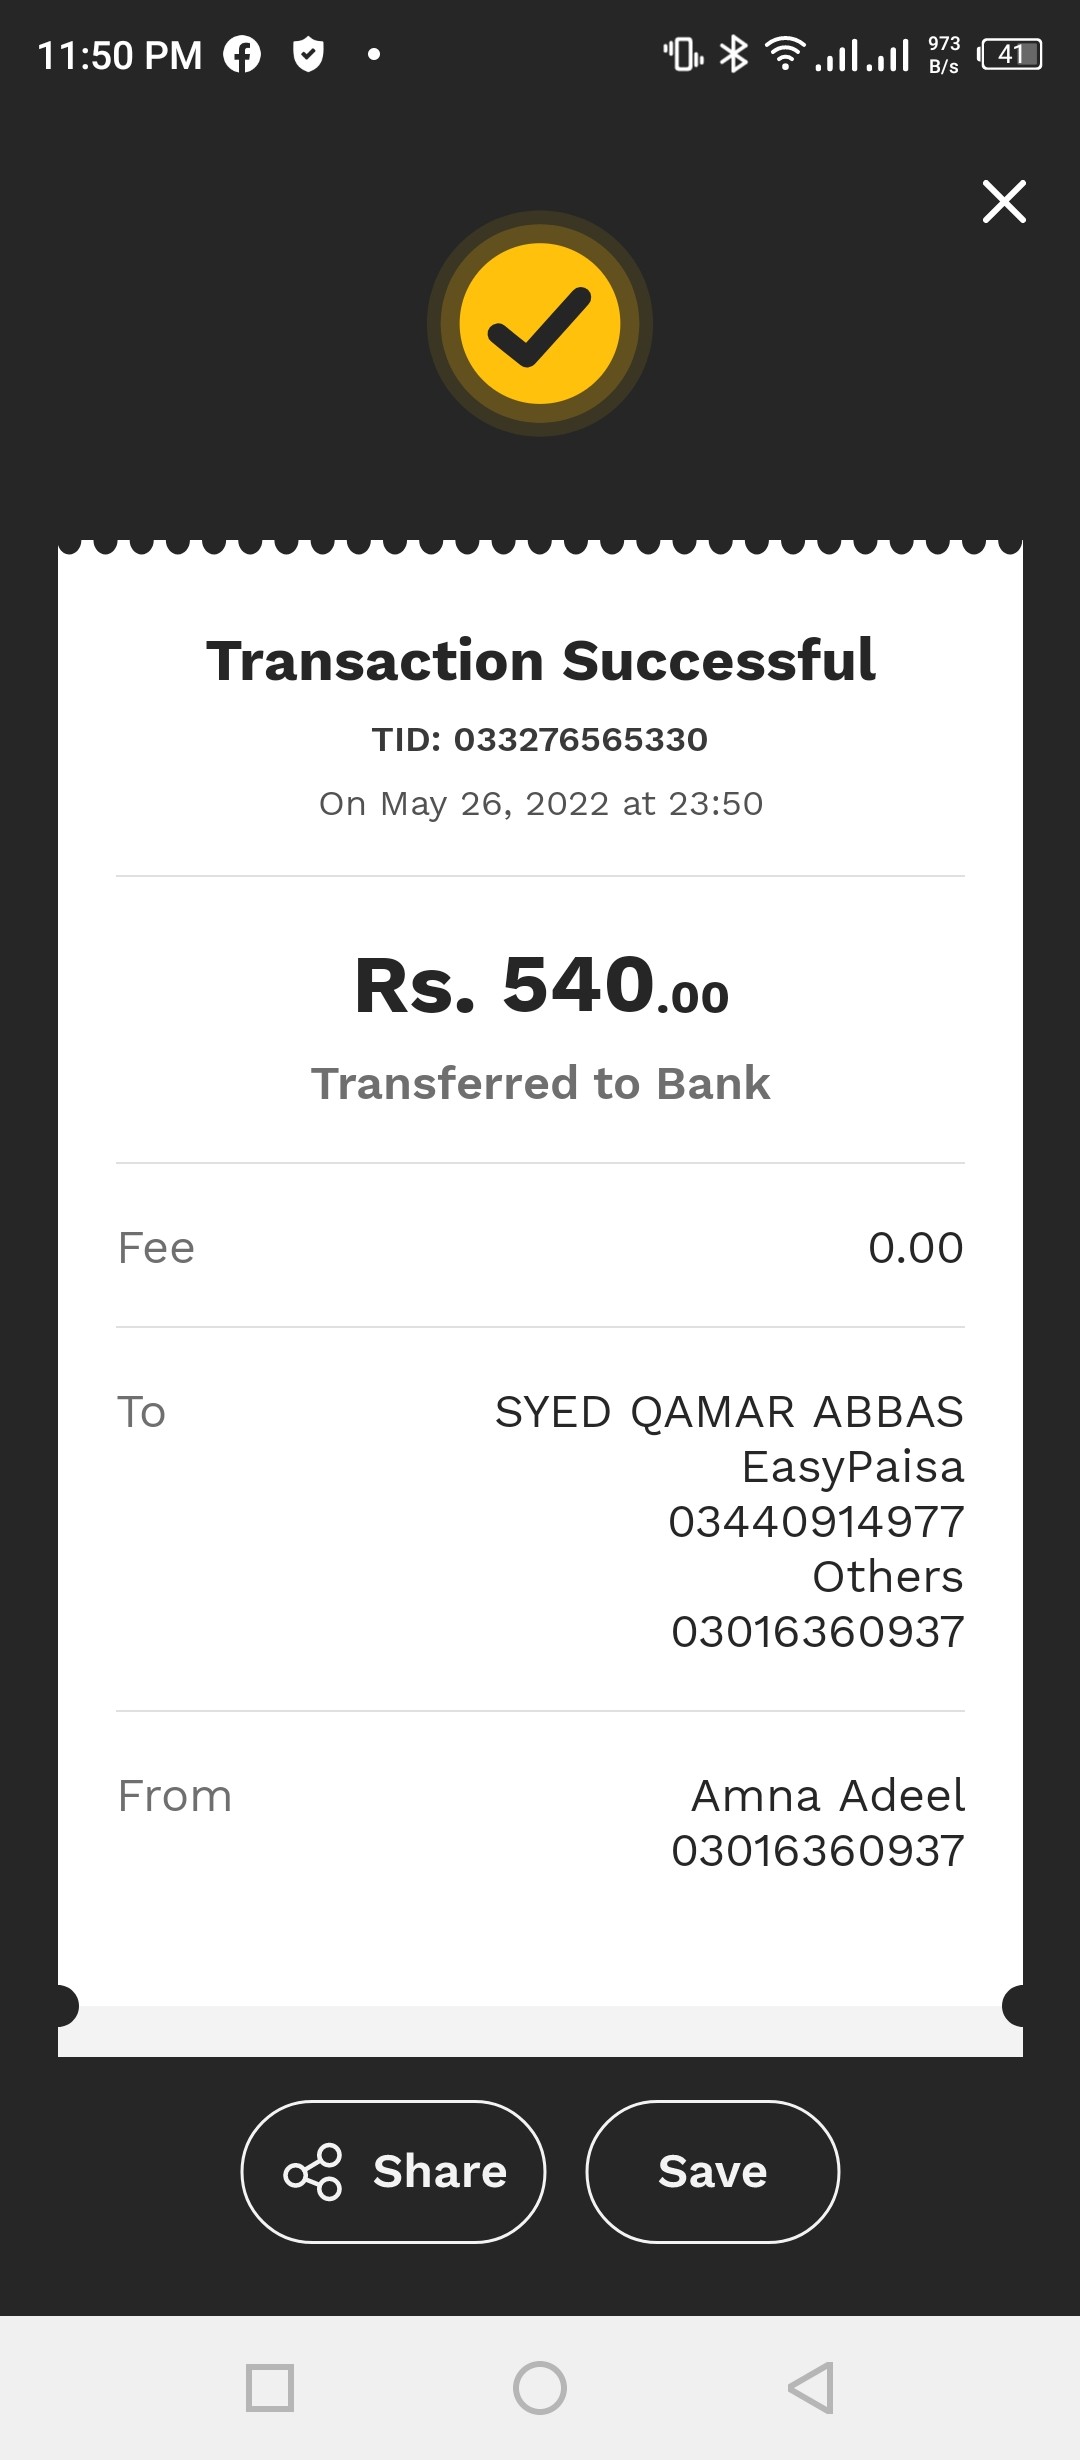 11:50 PM
973
B/s
41
Transaction Successful
TID: 033276565330
On May 26, 2022 at 23:50
Rs. 540.00
Transferred to Bank
Fee 0.00
To SYED QAMAR ABBAS
EasyPaisa
03440914977
Others
03016360937
From Amna Adeel
03016360937
Share Save